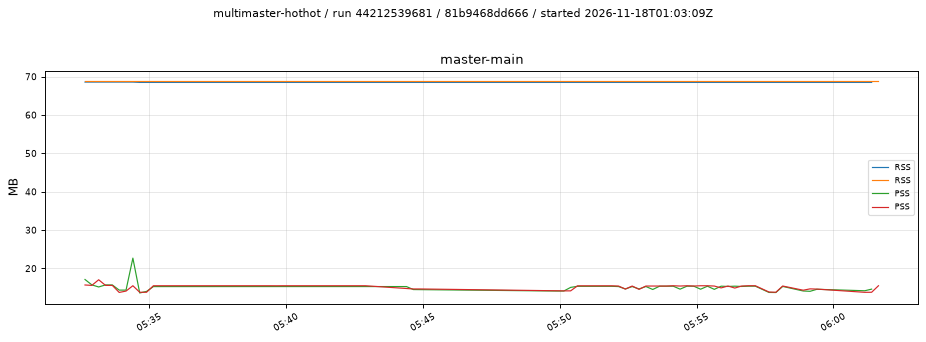 multimaster-hothot / run 44212539681 / 81b9468dd666 / started 2026-11-18T01:03:09Z
master-main
MB
70
60
50
40
30
20
RSS
RSS
PSS
PSS
05:35
05:40
05:45
05:50
05:55
06:00